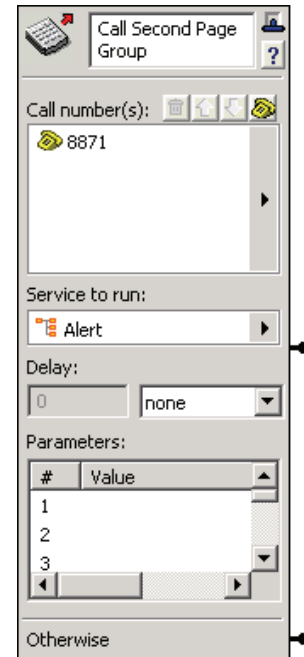 Call Second Page
Group
?
Call number(s):
8871
Service to run:
Alert
Delay:
0 none
Parameters:
# Value
1
2
3
Otherwise